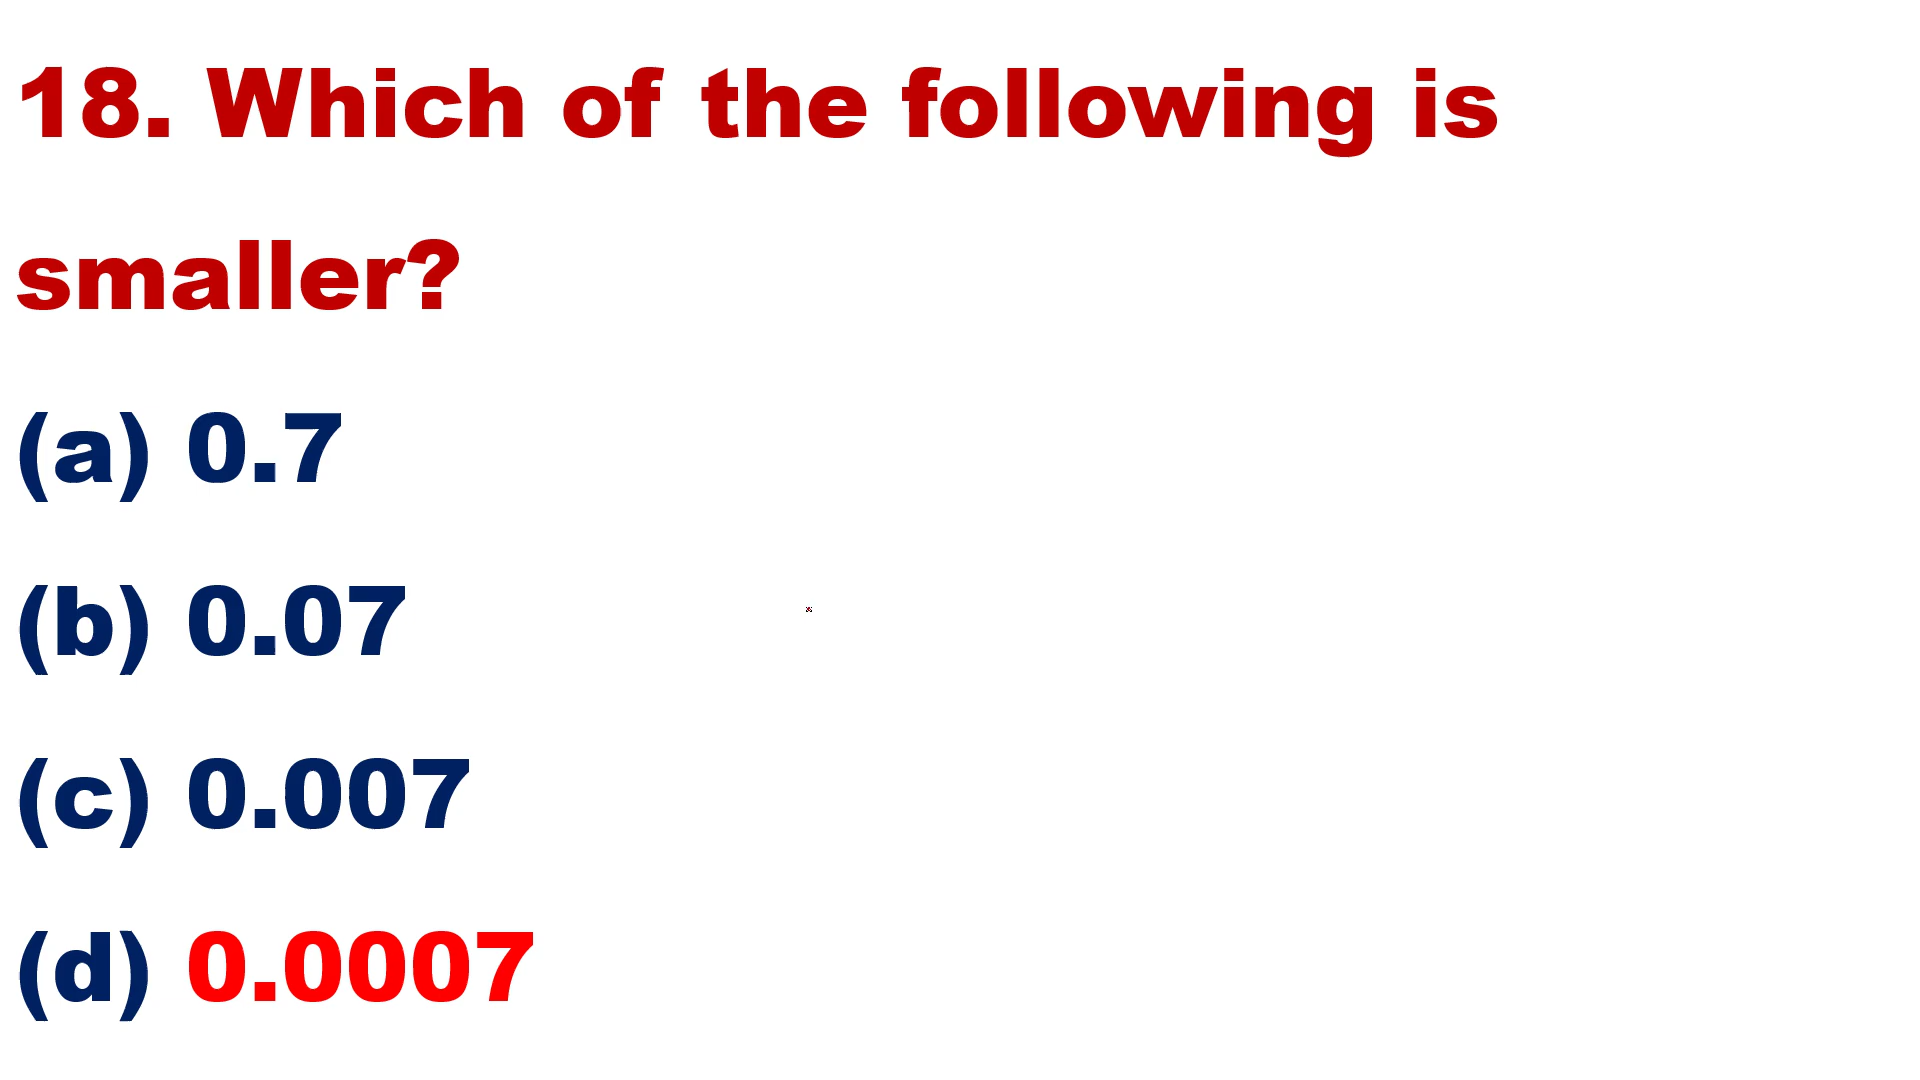 18. Which of the following is
smaller?
(a) 0.7
(b) 0.07
(c) 0.007
(d) 0.0007